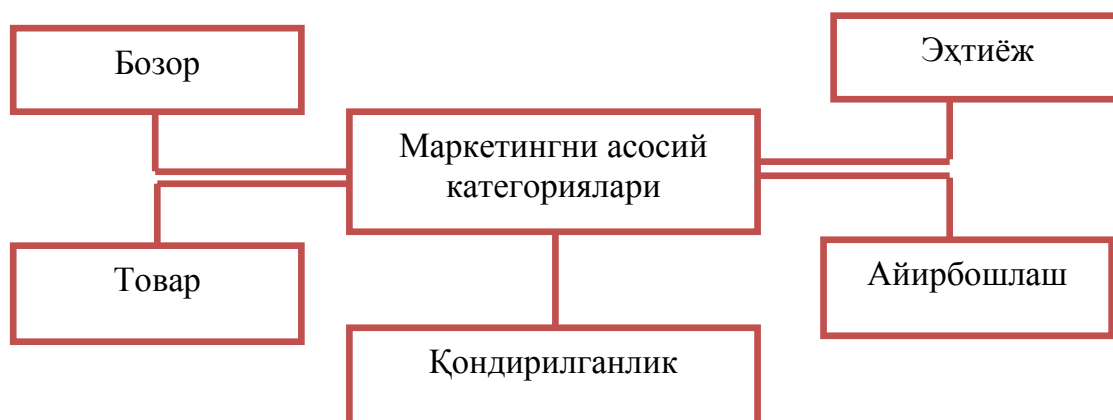 Бозор
Эҳтиёж
Маркетингни асосий
категориялари
Товар
Айирбошлаш
Қондирилганлик